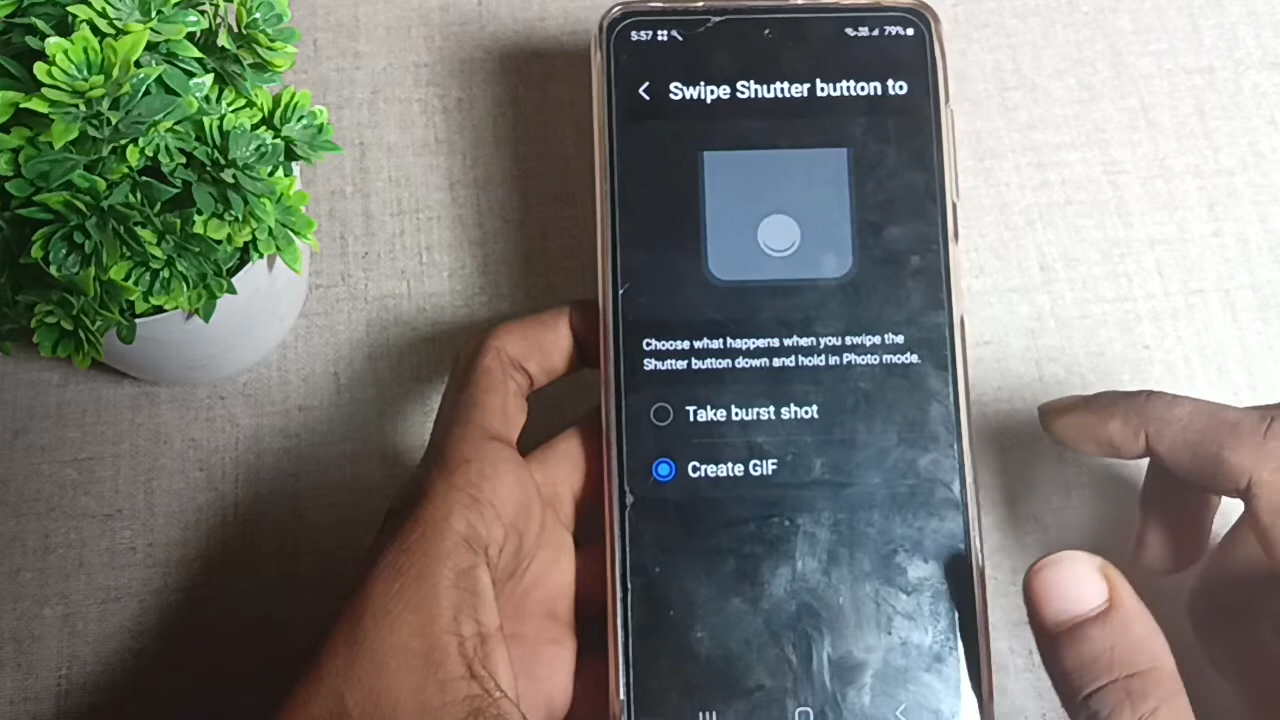 5:57
79%
Swipe Shutter button to
Choose what happens when you swipe the
Shutter button down and hold in Photo mode.
Take burst shot
Create GIF